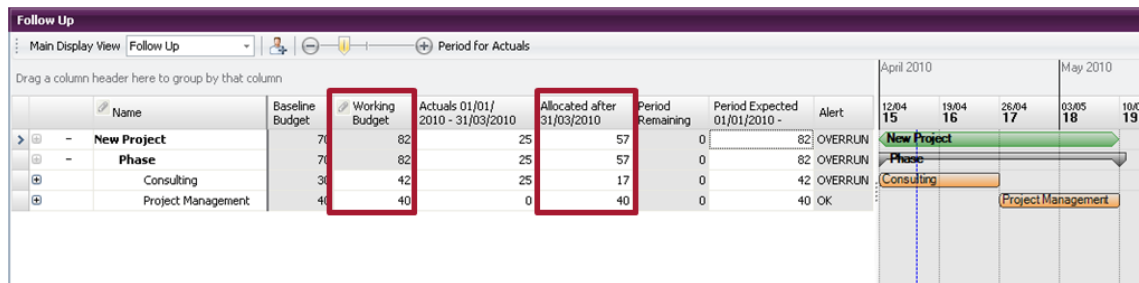 Follow Up
Main Display View Follow Up Period for Actuals
Drag a column header here to group by that column
April 2010 May 2010
Name Baseline Budget Working Budget Actuals 01/01/2010 - 31/03/2010 Allocated after 31/03/2010 Period Remaining Period Expected 01/01/2010 - Alert 12/04 15 19/04 16 26/04 17 03/05 18 19
New Project 70 82 25 57 0 82 OVERRUN New Project
Phase 70 82 25 57 0 82 OVERRUN Phase
Consulting 30 42 25 17 0 42 OVERRUN Consulting
Project Management 40 40 0 40 0 40 OK Project Management